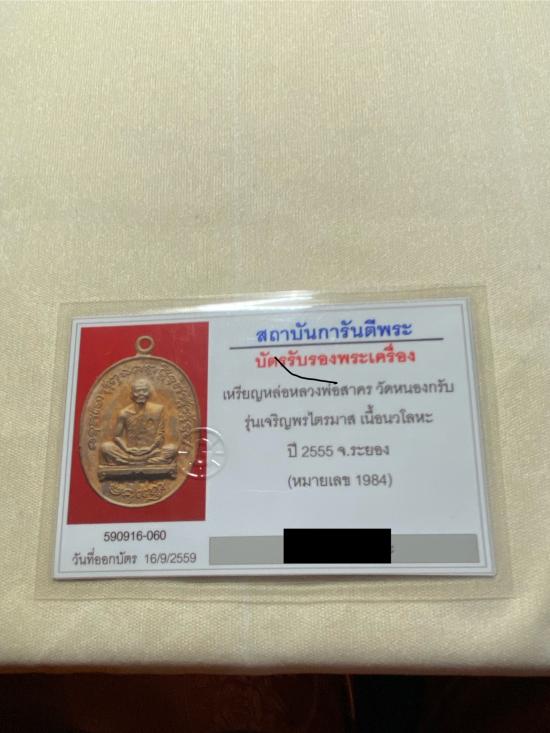 สถาบันการันตีพระ
บัตรรับรองพระเครื่อง
เหรียญหล่อหลวงพ่อสาคร วัดหนองกรับ
รุ่นเจริญพรไตรมาส เนื้อนวโลหะ
ปี 2555 จ.ระยอง
(หมายเลข 1984)
590916-060
วันที่ออกบัตร 16/9/2559